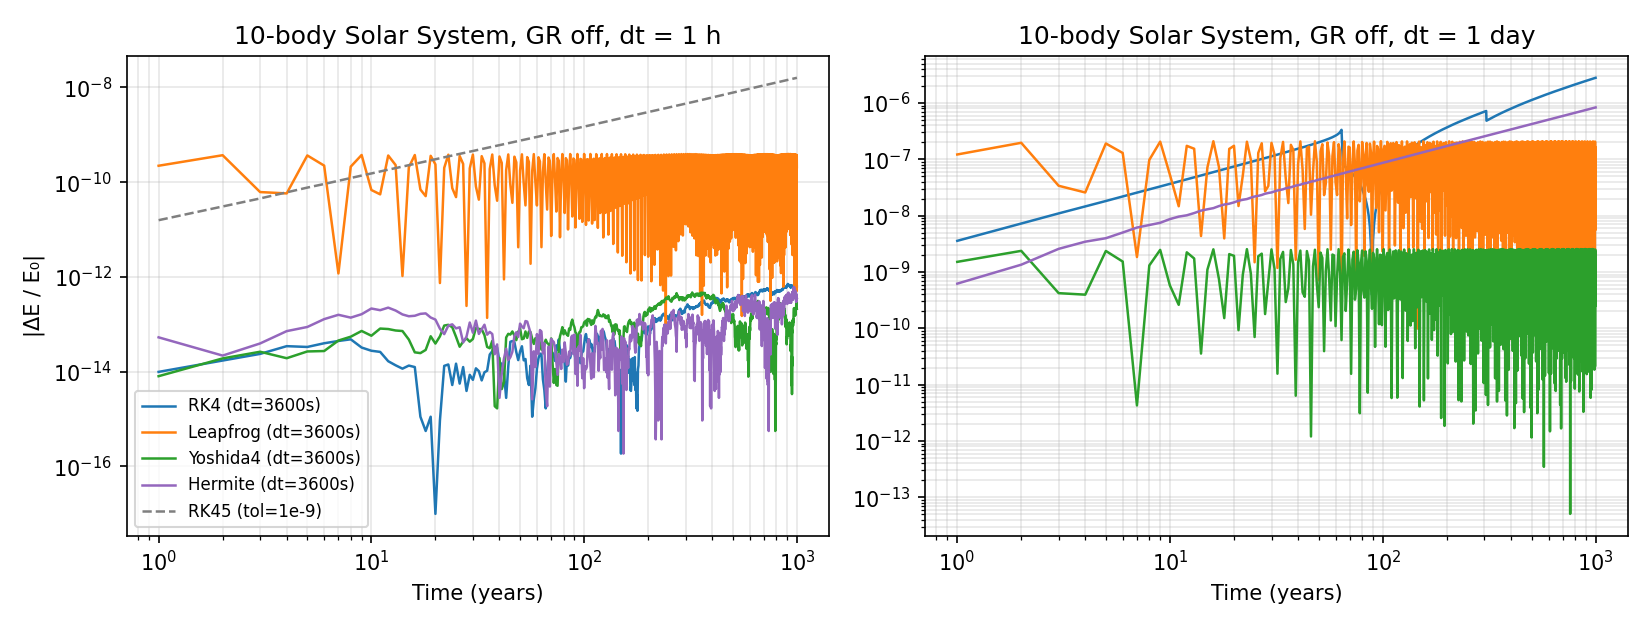 10-body Solar System, GR off, dt = 1 h
|ΔE / E₀|
10⁻⁸
10⁻¹⁰
10⁻¹²
10⁻¹⁴
10⁻¹⁶
RK4 (dt=3600s)
Leapfrog (dt=3600s)
Yoshida4 (dt=3600s)
Hermite (dt=3600s)
RK45 (tol=1e-9)
10⁰ 10¹ 10² 10³
Time (years)
10-body Solar System, GR off, dt = 1 day
10⁻⁶
10⁻⁷
10⁻⁸
10⁻⁹
10⁻¹⁰
10⁻¹¹
10⁻¹²
10⁻¹³
10⁰ 10¹ 10² 10³
Time (years)